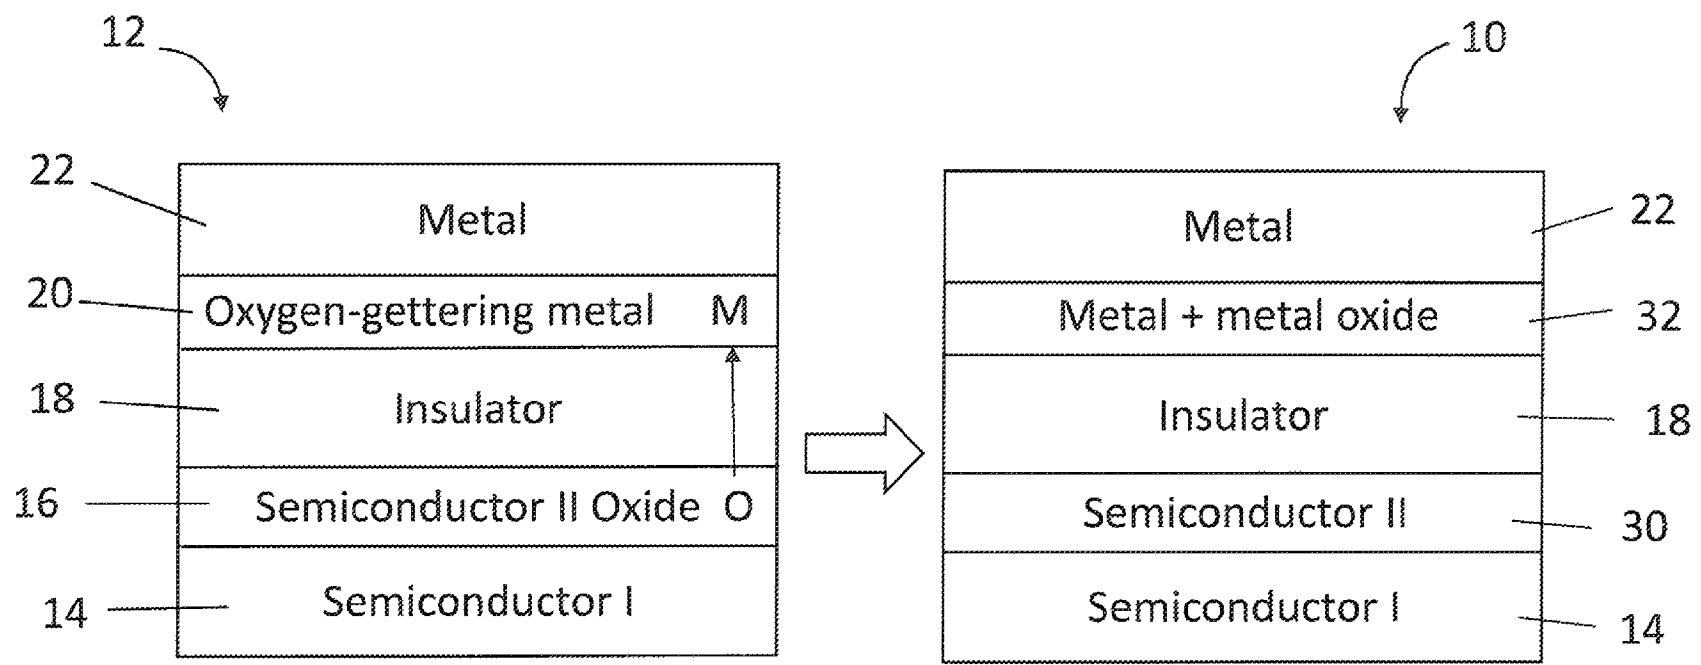 12
10
22
Metal
20
Oxygen-gettering metal M
18
Insulator
16
Semiconductor II Oxide O
14
Semiconductor I
Metal
22
Metal + metal oxide
32
Insulator
18
Semiconductor II
30
Semiconductor I
14